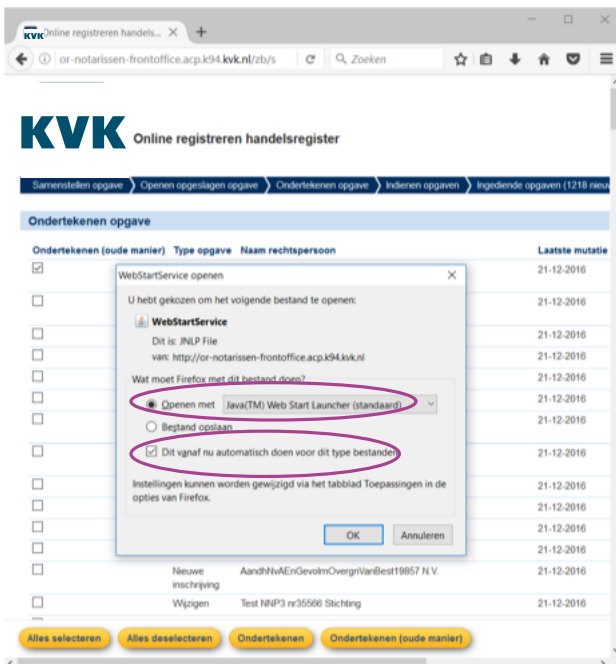 KVK Online registreren handels...
or-notarissen-frontoffice.acp.k94.kvk.nl/zb/s
Zoeken
KVK Online registreren handelsregister
Samenstellen opgave Openen opgeslagen opgave Ondertekenen opgave Indienen opgaven Ingediende opgaven (1218 nieuw
Ondertekenen opgave
Ondertekenen (oude manier) Type opgave Naam rechtspersoon Laatste mutatie
21-12-2016
21-12-2016
21-12-2016
21-12-2016
21-12-2016
21-12-2016
21-12-2016
21-12-2016
21-12-2016
21-12-2016
21-12-2016
21-12-2016
WebStartService openen
U hebt gekozen om het volgende bestand te openen:
WebStartService
Dit is: JNLP File
van: http://or-notarissen-frontoffice.acp.k94.kvk.nl
Wat moet Firefox met dit bestand doen?
Openen met Java(TM) Web Start Launcher (standaard)
Bestand opslaan
Dit vanaf nu automatisch doen voor dit type bestanden
Instellingen kunnen worden gewijzigd via het tabblad Toepassingen in de
opties van Firefox.
OK Annuleren
Nieuwe AandhNvAEnGevolmOvergnVanBest19857 N.V. 21-12-2016
inschrijving
Wijzigen Test NNP3 nr35566 Stichting 21-12-2016
Alles selecteren Alles deselecteren Ondertekenen Ondertekenen (oude manier)